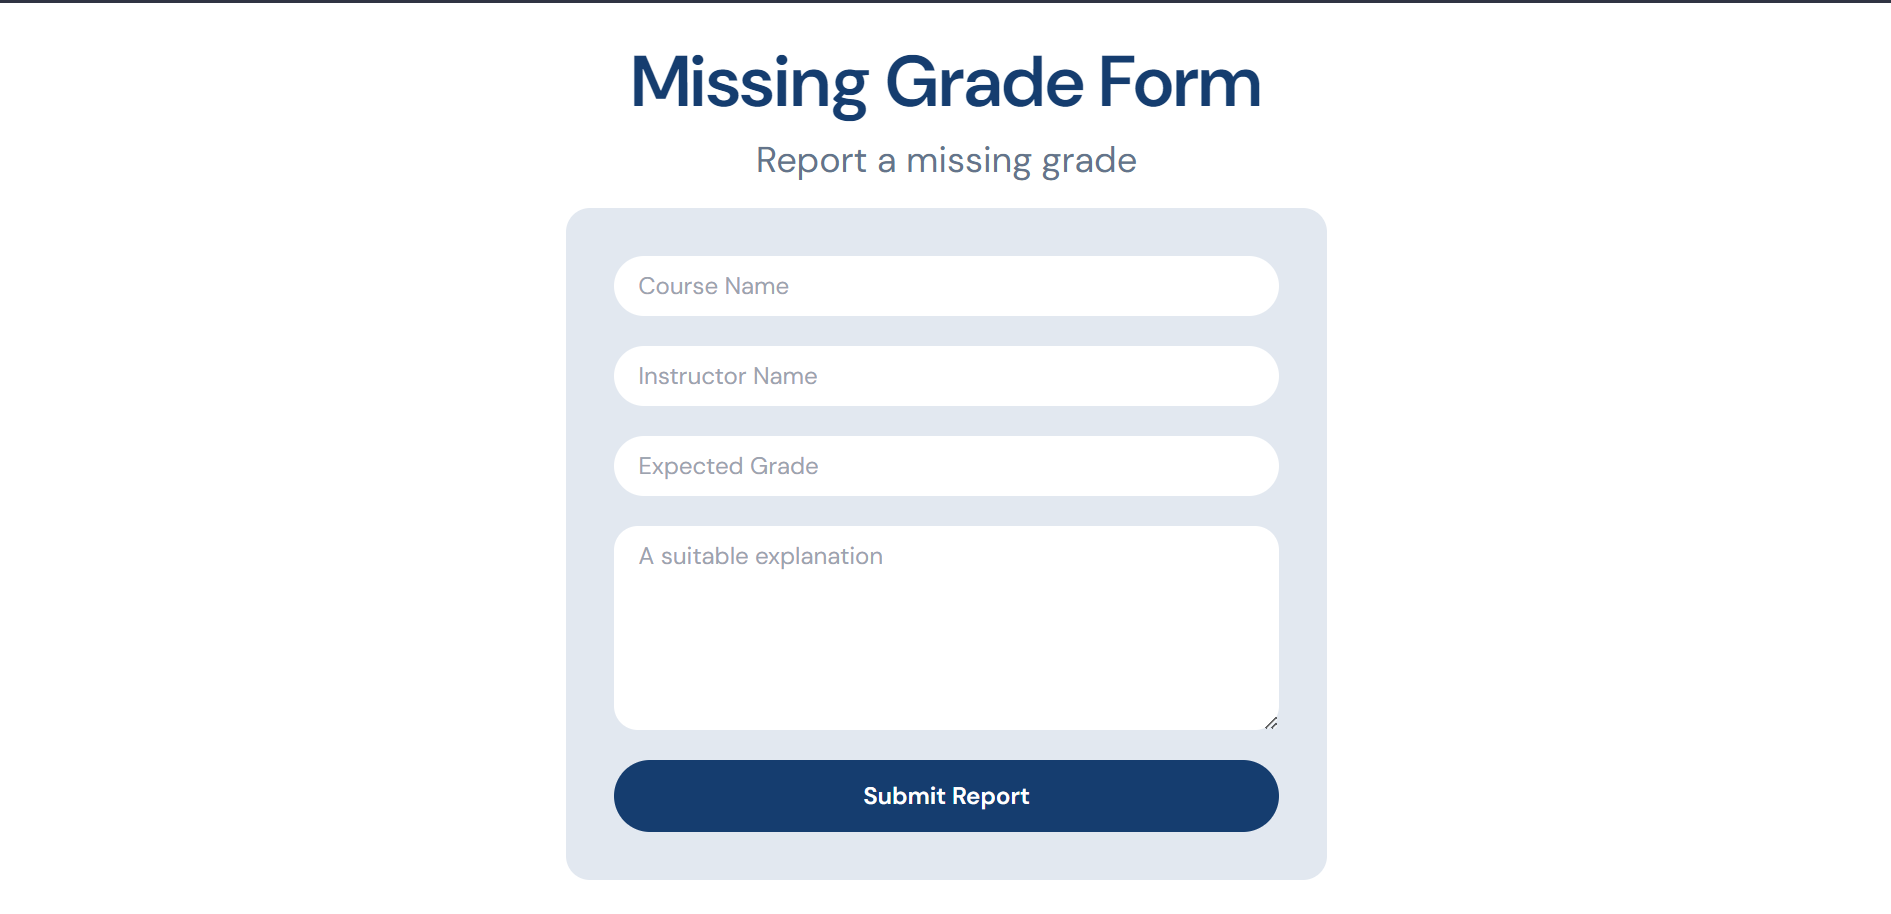 Missing Grade Form
Report a missing grade
Course Name
Instructor Name
Expected Grade
A suitable explanation
Submit Report